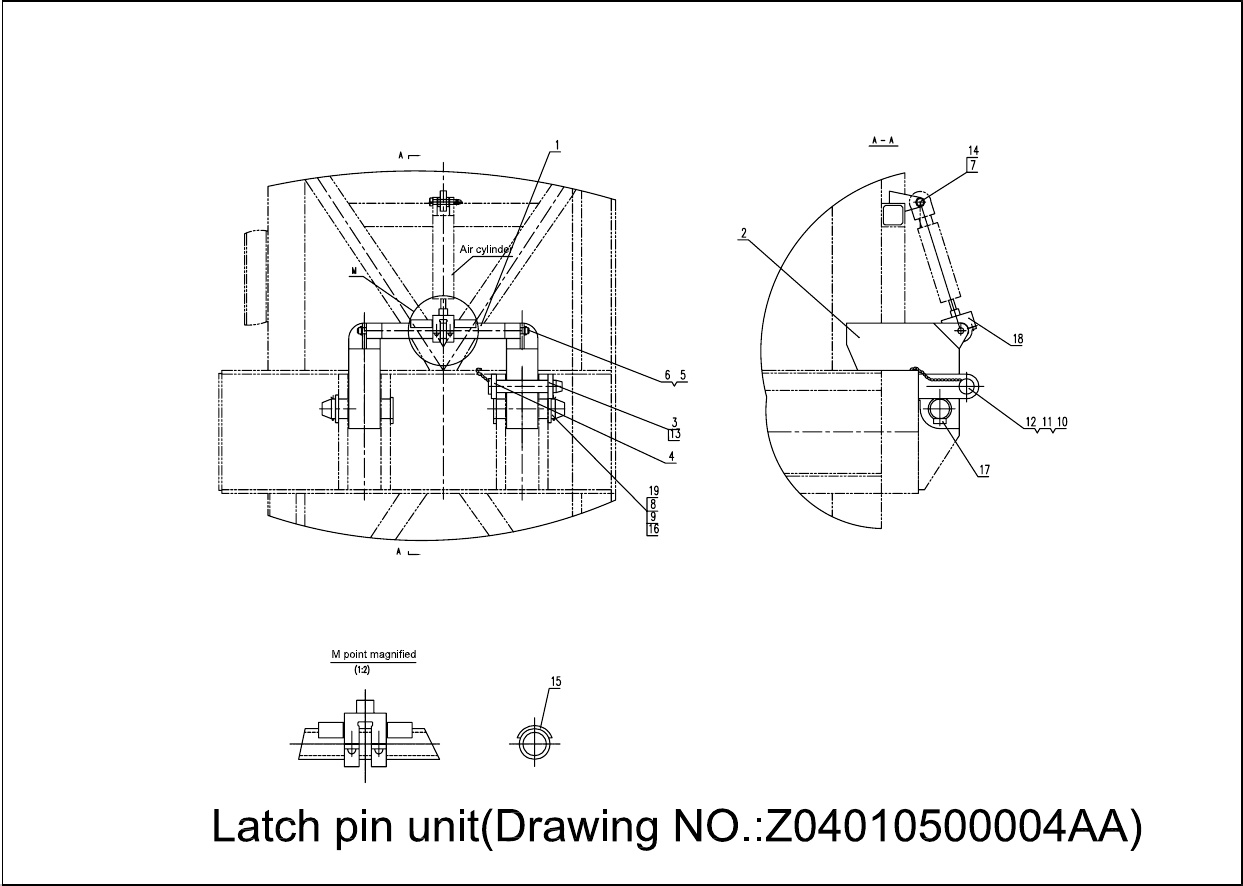 A
1
A-A
14
7
2
Air cylinder
M
18
6 5
3
13
4
12 11 10
17
19
8
9
16
A
M point magnified
(1:2)
15
Latch pin unit(Drawing NO.:Z04010500004AA)